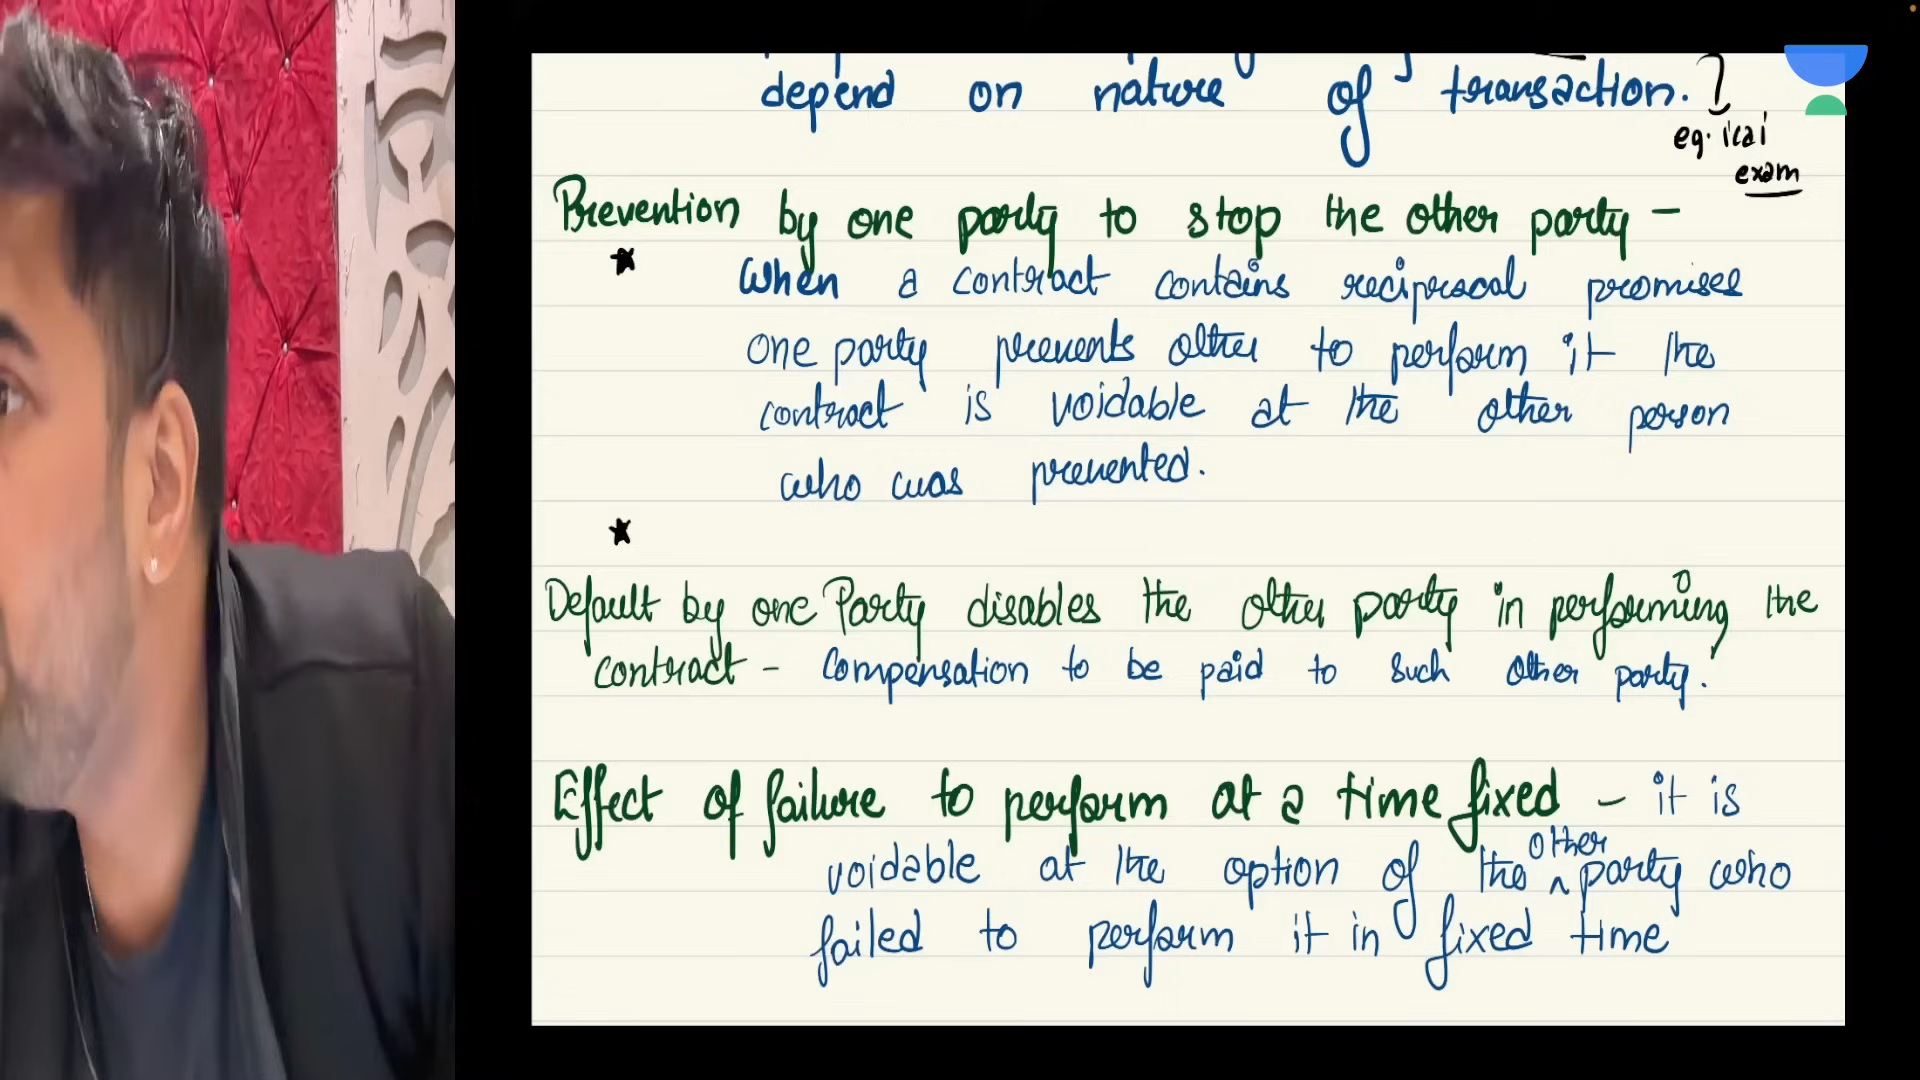 depend on nature of transaction.
eg. icai
exam
Prevention by one party to stop the other party -
When a contract contains reciprocal promises
one party prevents other to perform it the
contract is voidable at the other person
who was prevented.
Default by one Party disables the other party in performing the
contract - compensation to be paid to such other party.
Effect of failure to perform at a time fixed - it is
voidable at the option of the other party who
failed to perform it in fixed time